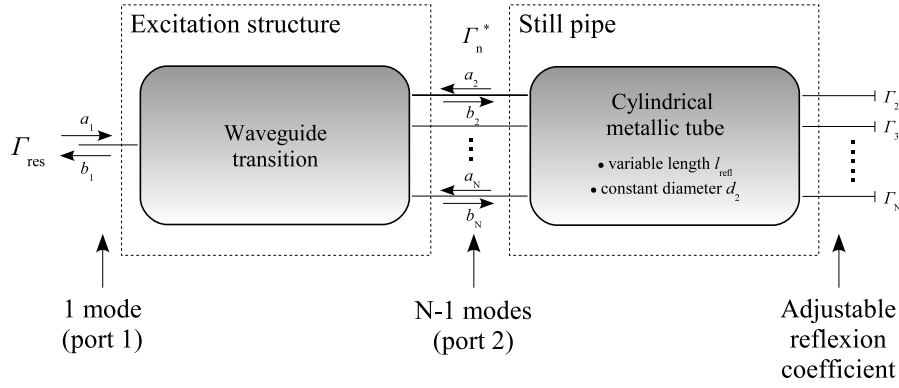 Excitation structure
Γn*
Still pipe
a1
b1
Γres
Waveguide
transition
a2
b2
aN
bN
Cylindrical
metallic tube
• variable length lrefl
• constant diameter d2
Γ2
Γ3
ΓN
1 mode
(port 1)
N-1 modes
(port 2)
Adjustable
reflexion
coefficient